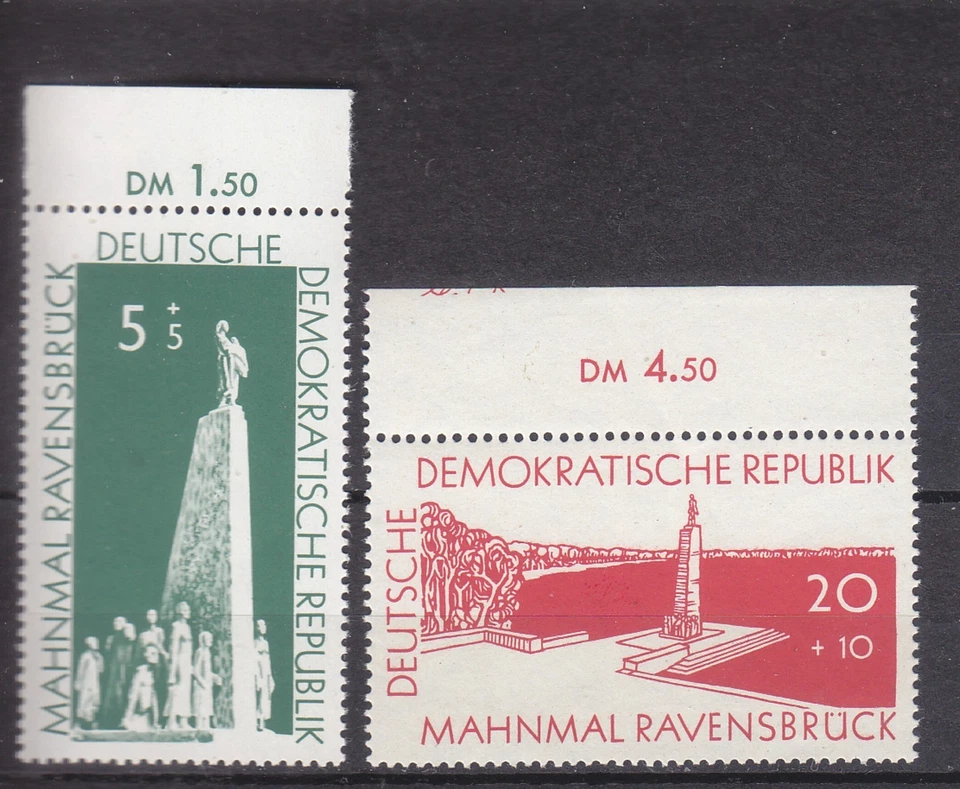 DM 1.50
DEUTSCHE
DEMOKRATISCHE REPUBLIK
MAHNMAL RAVENSBRÜCK
5 + 5
DM 4.50
DEUTSCHE
DEMOKRATISCHE REPUBLIK
20
+ 10
MAHNMAL RAVENSBRÜCK